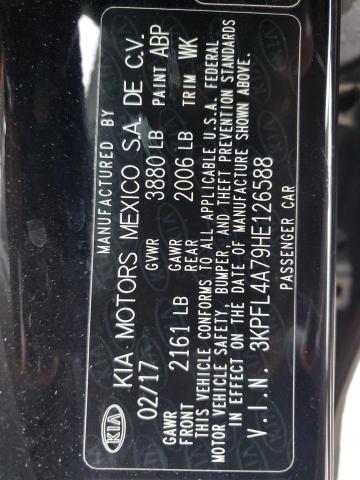 MANUFACTURED BY
KIA KIA MOTORS MEXICO S.A. DE C.V.
02/17 GVWR 3880 LB PAINT ABP
GAWR FRONT 2161 LB GAWR REAR 2006 LB TRIM WK
THIS VEHICLE CONFORMS TO ALL APPLICABLE U.S.A. FEDERAL
MOTOR VEHICLE SAFETY, BUMPER, AND THEFT PREVENTION STANDARDS
IN EFFECT ON THE DATE OF MANUFACTURE SHOWN ABOVE.
V.I.N. 3KPFL4A79HE126588
PASSENGER CAR